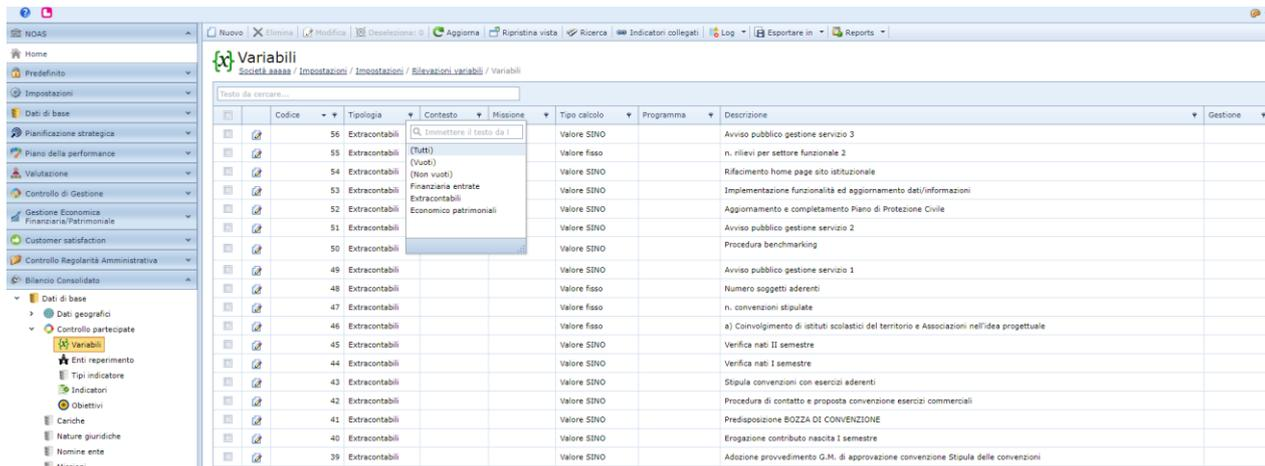 NOAS
Home
Predefinito
Impostazioni
Dati di base
Pianificazione strategica
Piano della performance
Valutazione
Controllo di Gestione
Gestione Economica
Finanziaria/Patrimoniale
Customer satisfaction
Controllo Regolarità Amministrativa
Bilancio Consolidato
Dati di base
Dati geografici
Controllo partecipate
{x} Variabili
Enti reperimento
Tipi indicatore
Indicatori
Obiettivi
Cariche
Nature giuridiche
Nomine ente
Nuovo Elimina Modifica Deseleziona: 0 Aggiorna Ripristina vista Ricerca Indicatori collegati Log Esportare in Reports
{x} Variabili
Società aaaaa / Impostazioni / Impostazioni / Rilevazioni variabili / Variabili
Testo da cercare...
Codice Tipologia Contesto Missione Tipo calcolo Programma Descrizione Gestione
Immettere il testo da
(Tutti)
(Vuoti)
(Non vuoti)
Finanziaria entrate
Extracontabili
Economico patrimoniali
56 Extracontabili Valore SINO Avviso pubblico gestione servizio 3
55 Extracontabili Valore fisso n. rilievi per settore funzionale 2
54 Extracontabili Valore SINO Rifacimento home page sito istituzionale
53 Extracontabili Valore SINO Implementazione funzionalità ed aggiornamento dati/informazioni
52 Extracontabili Valore SINO Aggiornamento e completamento Piano di Protezione Civile
51 Extracontabili Valore SINO Avviso pubblico gestione servizio 2
50 Extracontabili Valore SINO Procedura benchmarking
49 Extracontabili Valore SINO Avviso pubblico gestione servizio 1
48 Extracontabili Valore fisso Numero soggetti aderenti
47 Extracontabili Valore fisso n. convenzioni stipulate
46 Extracontabili Valore fisso a) Coinvolgimento di istituti scolastici del territorio e Associazioni nell'idea progettuale
45 Extracontabili Valore SINO Verifica nati II semestre
44 Extracontabili Valore SINO Verifica nati I semestre
43 Extracontabili Valore SINO Stipula convenzioni con esercizi aderenti
42 Extracontabili Valore SINO Procedura di contatto e proposta convenzione esercizi commerciali
41 Extracontabili Valore SINO Predisposizione BOZZA DI CONVENZIONE
40 Extracontabili Valore SINO Erogazione contributo nascita I semestre
39 Extracontabili Valore SINO Adozione provvedimento G.M. di approvazione convenzione Stipula delle convenzioni